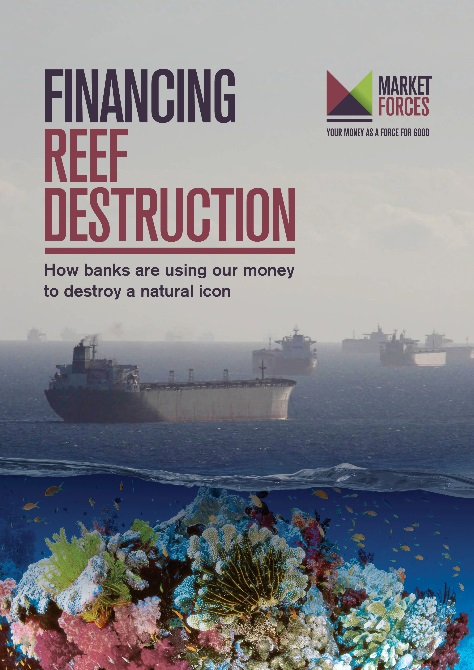 FINANCING
REEF
DESTRUCTION
How banks are using our money
to destroy a natural icon
MARKET
FORCES
YOUR MONEY AS A FORCE FOR GOOD